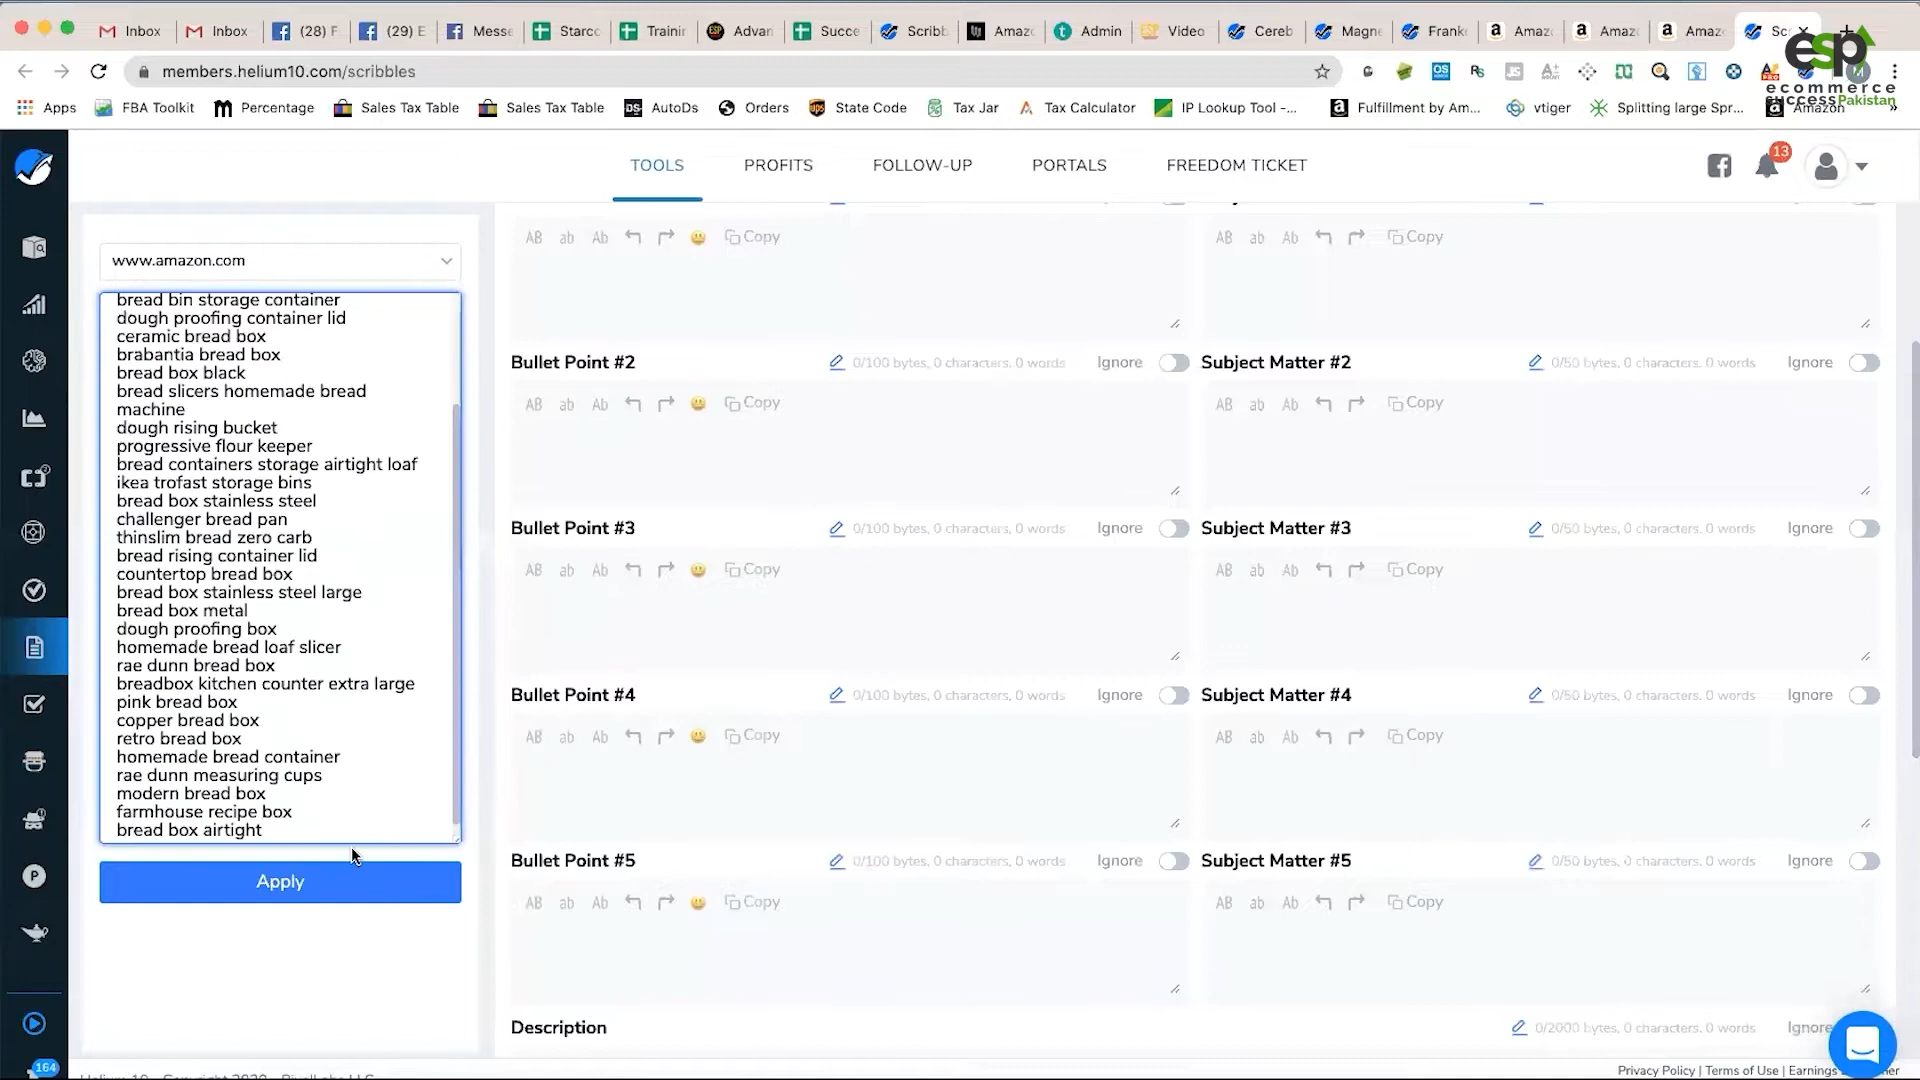 Inbox
Inbox
(28) F
(29) E
Messe
Starcc
Trainir
Advan
Succe
Scribb
Amaz
Admin
Video
Cereb
Magne
Frank
Amaz
Amaz
Amaz
Sc
esp
ecommerce
successPakistan
members.helium10.com/scribbles
Apps
FBA Toolkit
Percentage
Sales Tax Table
Sales Tax Table
AutoDs
Orders
State Code
Tax Jar
Tax Calculator
IP Lookup Tool -...
Fulfillment by Am...
vtiger
Splitting large Spr...
Amazon
TOOLS
PROFITS
FOLLOW-UP
PORTALS
FREEDOM TICKET
13
www.amazon.com
bread bin storage container
dough proofing container lid
ceramic bread box
brabantia bread box
bread box black
bread slicers homemade bread
machine
dough rising bucket
progressive flour keeper
bread containers storage airtight loaf
ikea trofast storage bins
bread box stainless steel
challenger bread pan
thinslim bread zero carb
bread rising container lid
countertop bread box
bread box stainless steel large
bread box metal
dough proofing box
homemade bread loaf slicer
rae dunn bread box
breadbox kitchen counter extra large
pink bread box
copper bread box
retro bread box
homemade bread container
rae dunn measuring cups
modern bread box
farmhouse recipe box
bread box airtight
Apply
AB ab Ab Copy
AB ab Ab Copy
Bullet Point #2 0/100 bytes, 0 characters, 0 words Ignore
Subject Matter #2 0/50 bytes, 0 characters, 0 words Ignore
AB ab Ab Copy
AB ab Ab Copy
Bullet Point #3 0/100 bytes, 0 characters, 0 words Ignore
Subject Matter #3 0/50 bytes, 0 characters, 0 words Ignore
AB ab Ab Copy
AB ab Ab Copy
Bullet Point #4 0/100 bytes, 0 characters, 0 words Ignore
Subject Matter #4 0/50 bytes, 0 characters, 0 words Ignore
AB ab Ab Copy
AB ab Ab Copy
Bullet Point #5 0/100 bytes, 0 characters, 0 words Ignore
Subject Matter #5 0/50 bytes, 0 characters, 0 words Ignore
AB ab Ab Copy
AB ab Ab Copy
Description 0/2000 bytes, 0 characters, 0 words Ignore
164
Privacy Policy | Terms of Use | Earnings